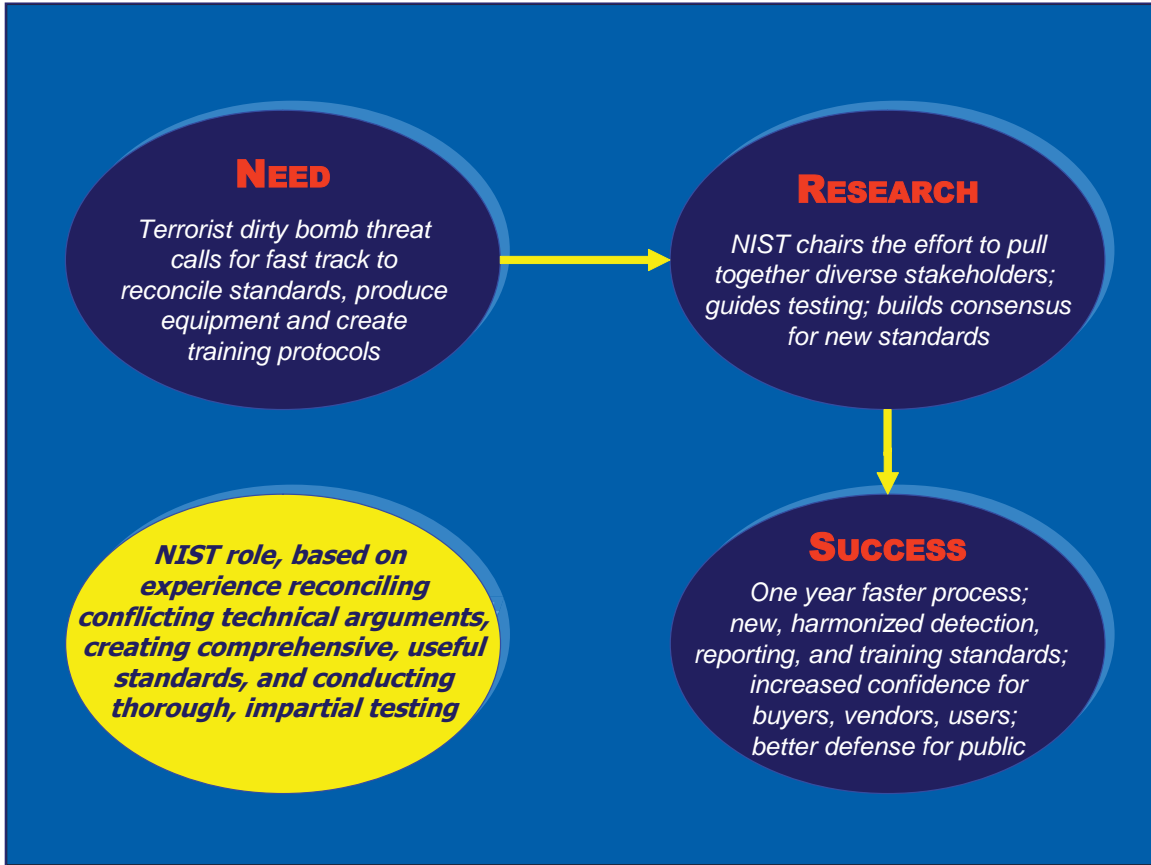 NEED
Terrorist dirty bomb threat
calls for fast track to
reconcile standards, produce
equipment and create
training protocols
RESEARCH
NIST chairs the effort to pull
together diverse stakeholders;
guides testing; builds consensus
for new standards
NIST role, based on
experience reconciling
conflicting technical arguments,
creating comprehensive, useful
standards, and conducting
thorough, impartial testing
SUCCESS
One year faster process;
new, harmonized detection,
reporting, and training standards;
increased confidence for
buyers, vendors, users;
better defense for public